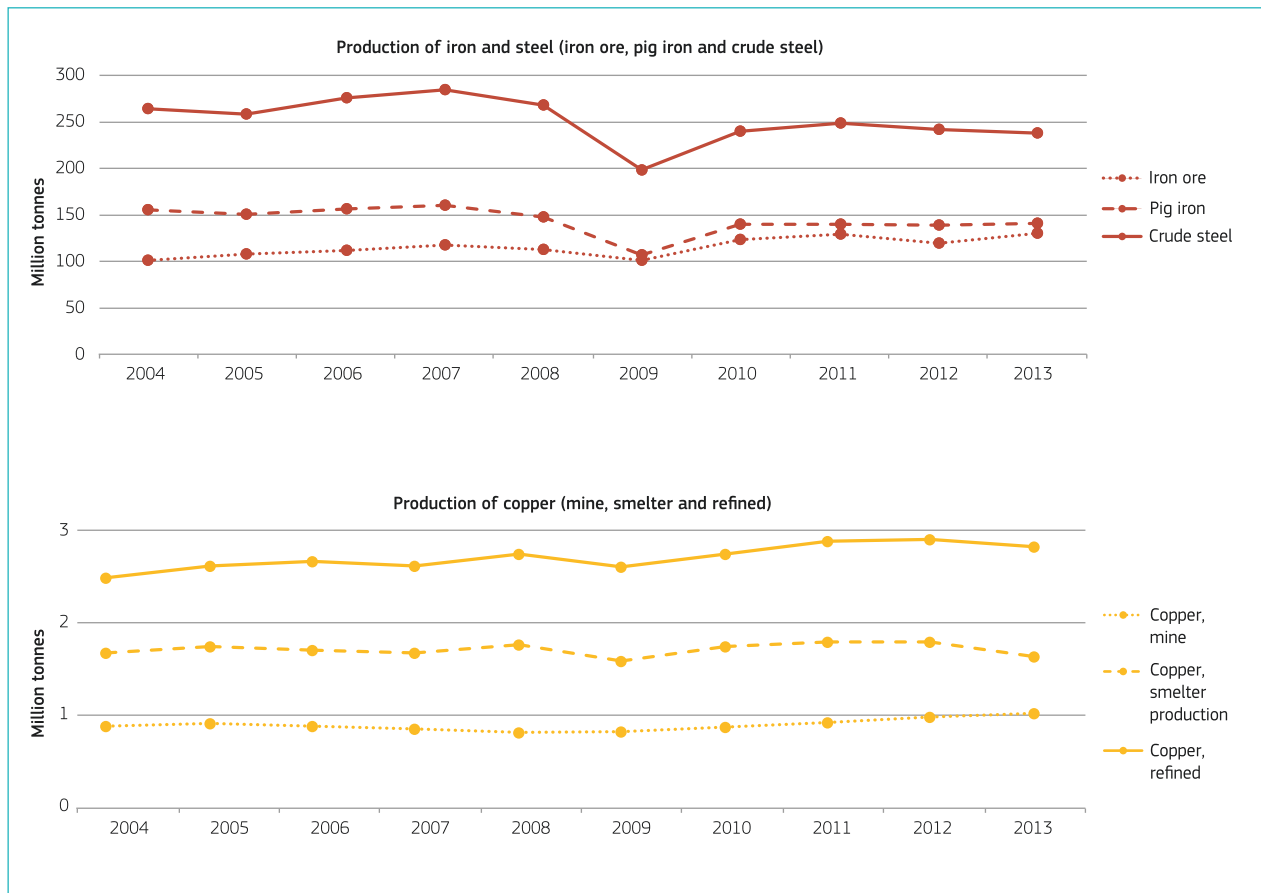 Production of iron and steel (iron ore, pig iron and crude steel)
Million tonnes
300
250
200
150
100
50
0
2004 2005 2006 2007 2008 2009 2010 2011 2012 2013
Iron ore
Pig iron
Crude steel
Production of copper (mine, smelter and refined)
Million tonnes
3
2
1
0
2004 2005 2006 2007 2008 2009 2010 2011 2012 2013
Copper,
mine
Copper,
smelter
production
Copper,
refined